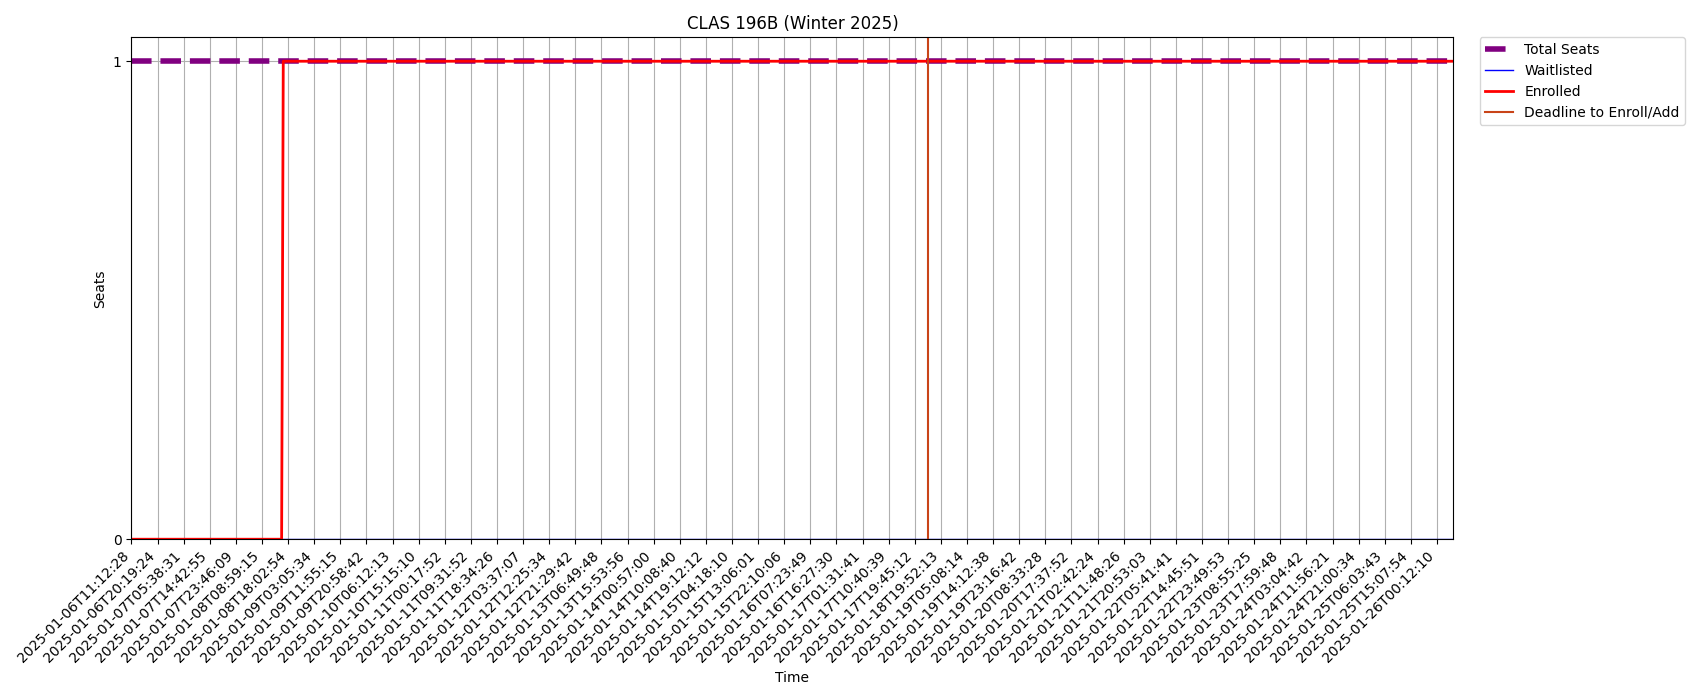 CLAS 196B (Winter 2025)
Total Seats
Waitlisted
Enrolled
Deadline to Enroll/Add
Seats
1
0
2025-01-06T11:12:28
2025-01-06T20:19:24
2025-01-07T05:38:31
2025-01-07T14:42:55
2025-01-07T23:46:09
2025-01-08T08:59:15
2025-01-08T18:02:54
2025-01-09T03:05:34
2025-01-09T11:55:15
2025-01-09T20:58:42
2025-01-10T06:12:13
2025-01-10T15:15:10
2025-01-11T00:17:52
2025-01-11T09:31:52
2025-01-11T18:34:26
2025-01-12T03:37:07
2025-01-12T12:25:34
2025-01-12T21:29:42
2025-01-13T06:49:48
2025-01-13T15:53:56
2025-01-14T00:57:00
2025-01-14T10:08:40
2025-01-14T19:12:12
2025-01-15T04:18:10
2025-01-15T13:06:01
2025-01-15T22:10:06
2025-01-16T07:23:49
2025-01-16T16:27:30
2025-01-17T01:31:41
2025-01-17T10:40:39
2025-01-17T19:45:12
2025-01-18T19:52:13
2025-01-19T05:08:14
2025-01-19T14:12:38
2025-01-19T23:16:42
2025-01-20T08:33:28
2025-01-20T17:37:52
2025-01-21T02:42:24
2025-01-21T11:48:26
2025-01-21T20:53:03
2025-01-22T05:41:41
2025-01-22T14:45:51
2025-01-22T23:49:53
2025-01-23T08:55:25
2025-01-23T17:59:48
2025-01-24T03:04:42
2025-01-24T11:56:21
2025-01-24T21:00:34
2025-01-25T06:03:43
2025-01-25T15:07:54
2025-01-26T00:12:10
Time